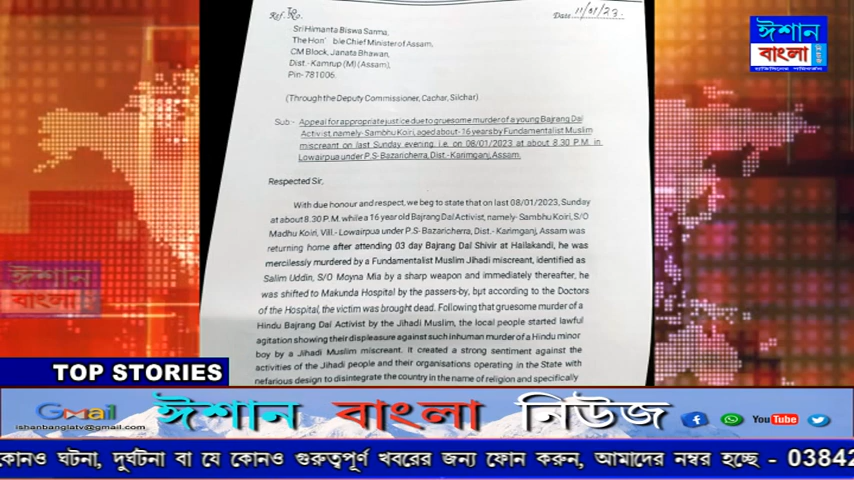 To
Ref. No.
Date 11/01/23.
Sri Himanta Biswa Sarma,
The Hon' ble Chief Minister of Assam,
CM Block, Janata Bhawan,
Dist.- Kamrup (M) (Assam),
Pin-781006.
(Through the Deputy Commissioner, Cachar, Silchar)
Sub:- Appeal for appropriate justice due to gruesome murder of a young Bajrang Dal
Activist, namely- Sambhu Koiri, aged about- 16 years by Fundamentalist Muslim
miscreant on last Sunday evening, i.e. on 08/01/2023 at about 8.30 P.M. in
Lowairpua under P.S- Bazaricherra, Dist.- Karimganj, Assam.
Respected Sir,
With due honour and respect, we beg to state that on last 08/01/2023, Sunday
at about 8.30 P.M. while a 16 year old Bajrang Dal Activist, namely- Sambhu Koiri, S/O
Madhu Koiri, Vill.- Lowairpua under P.S- Bazaricherra, Dist.- Karimganj, Assam was
returning home after attending 03 day Bajrang Dal Shivir at Hailakandi, he was
mercilessly murdered by a Fundamentalist Muslim Jihadi miscreant, identified as
Salim Uddin, S/O Moyna Mia by a sharp weapon and immediately thereafter, he
was shifted to Makunda Hospital by the passers-by, but according to the Doctors
of the Hospital, the victim was brought dead. Following that gruesome murder of a
Hindu Bajrang Dal Activist by the Jihadi Muslim, the local people started lawful
agitation showing their displeasure against such inhuman murder of a Hindu minor
boy by a Jihadi Muslim miscreant. It created a strong sentiment against the
activities of the Jihadi people and their organisations operating in the State with
nefarious design to disintegrate the country in the name of religion and specifically
ঈশান
বাংলা
ঈশান
বাংলা
TOP STORIES
Gmail
ishanbanglatv@gmail.com
ঈশান বাংলা নিউজ
YouTube
কোনও ঘটনা, দুর্ঘটনা বা যে কোনও গুরুত্বপূর্ণ খবরের জন্য ফোন করুন, আমাদের নম্বর হচ্ছে - 03842